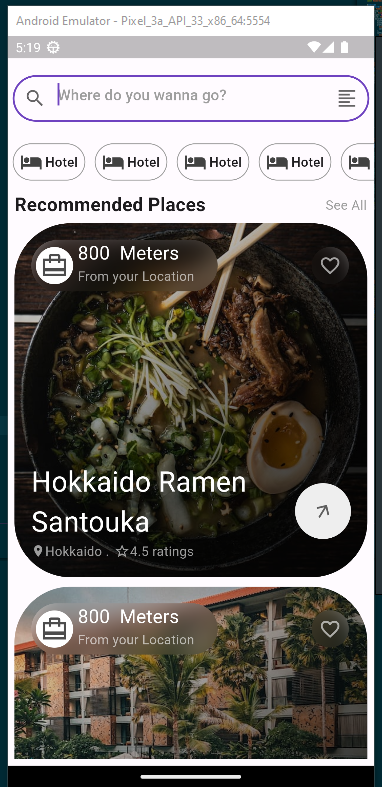 Android Emulator - Pixel_3a_API_33_x86_64:5554
5:19
Where do you wanna go?
Hotel Hotel Hotel Hotel
Recommended Places See All
800 Meters
From your Location
Hokkaido Ramen
Santouka
Hokkaido . 4.5 ratings
800 Meters
From your Location